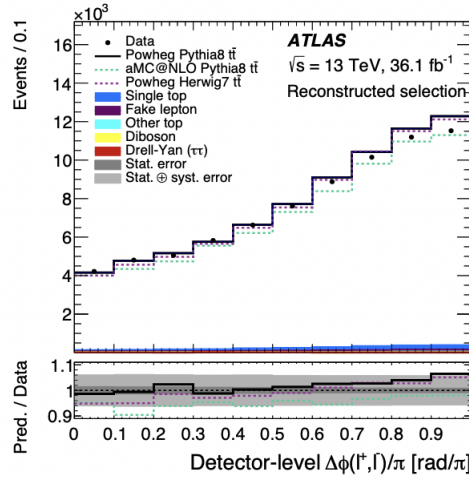 ×10³
Events / 0.1
16
14
12
10
8
6
4
2
Data
Powheg Pythia8 tt̄
aMC@NLO Pythia8 tt̄
Powheg Herwig7 tt̄
Single top
Fake lepton
Other top
Diboson
Drell-Yan (ττ)
Stat. error
Stat. ⊕ syst. error
ATLAS
√s = 13 TeV, 36.1 fb⁻¹
Reconstructed selection
Pred. / Data
1.1
1
0.9
0 0.1 0.2 0.3 0.4 0.5 0.6 0.7 0.8 0.9
Detector-level Δϕ(l⁺,l⁻)/π [rad/π]